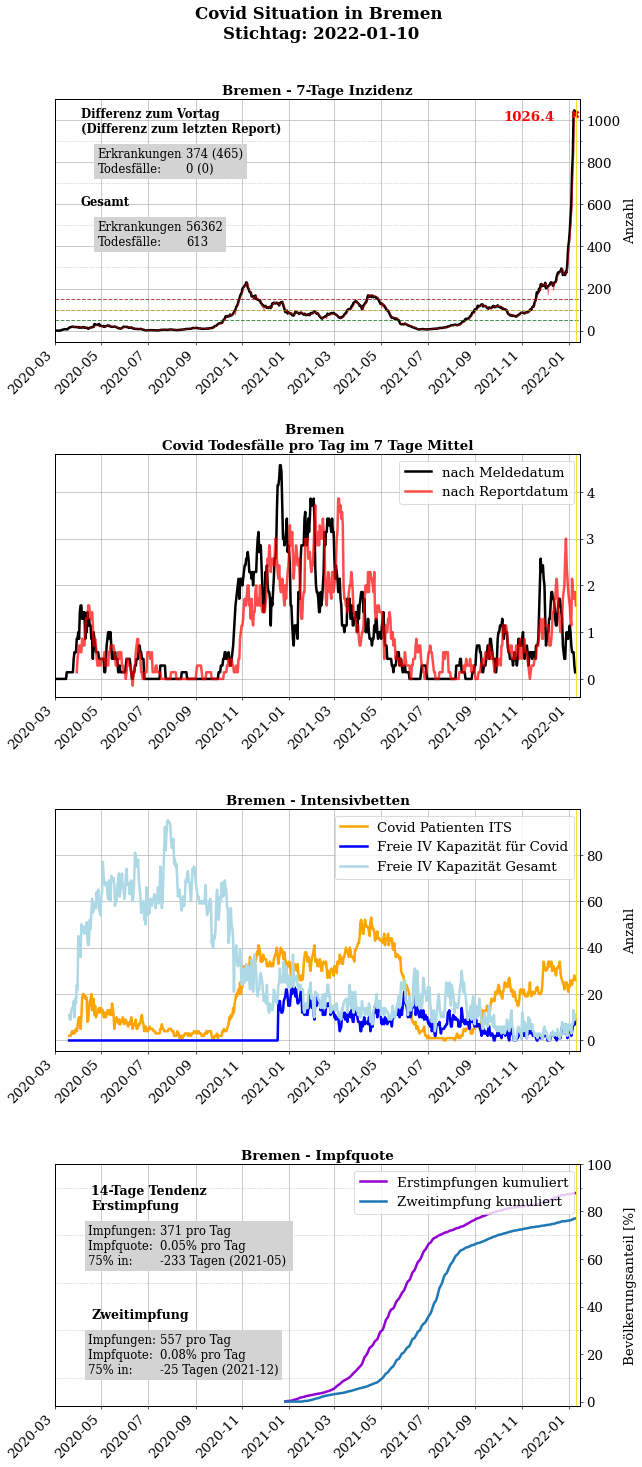 Covid Situation in Bremen
Stichtag: 2022-01-10
Bremen - 7-Tage Inzidenz
Differenz zum Vortag
(Differenz zum letzten Report)
Erkrankungen 374 (465)
Todesfälle: 0 (0)
Gesamt
Erkrankungen 56362
Todesfälle: 613
1026.4
1000
800
600
400
200
0
Anzahl
2020-03
2020-05
2020-07
2020-09
2020-11
2021-01
2021-03
2021-05
2021-07
2021-09
2021-11
2022-01
Bremen
Covid Todesfälle pro Tag im 7 Tage Mittel
nach Meldedatum
nach Reportdatum
4
3
2
1
0
2020-03
2020-05
2020-07
2020-09
2020-11
2021-01
2021-03
2021-05
2021-07
2021-09
2021-11
2022-01
Bremen - Intensivbetten
Covid Patienten ITS
Freie IV Kapazität für Covid
Freie IV Kapazität Gesamt
80
60
40
20
0
Anzahl
2020-03
2020-05
2020-07
2020-09
2020-11
2021-01
2021-03
2021-05
2021-07
2021-09
2021-11
2022-01
Bremen - Impfquote
14-Tage Tendenz
Erstimpfung
Impfungen: 371 pro Tag
Impfquote: 0.05% pro Tag
75% in: -233 Tagen (2021-05)
Zweitimpfung
Impfungen: 557 pro Tag
Impfquote: 0.08% pro Tag
75% in: -25 Tagen (2021-12)
Erstimpfungen kumuliert
Zweitimpfung kumuliert
100
80
60
40
20
0
Bevölkerungsanteil [%]
2020-03
2020-05
2020-07
2020-09
2020-11
2021-01
2021-03
2021-05
2021-07
2021-09
2021-11
2022-01